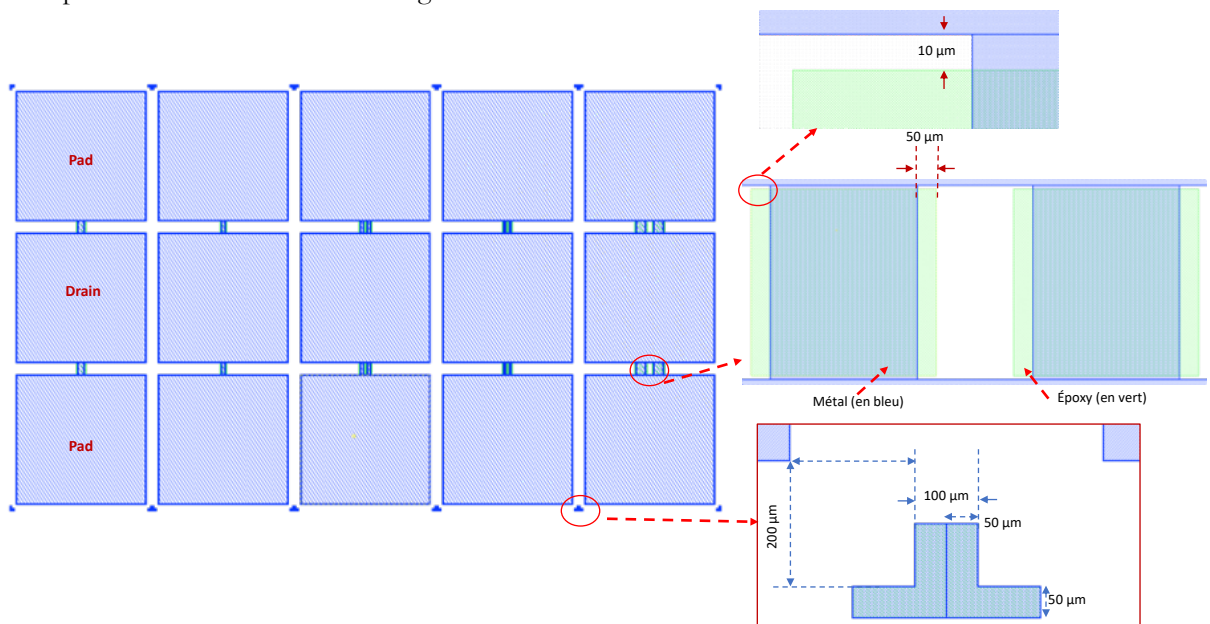 10 µm
50 µm
Pad
Drain
Pad
Métal (en bleu)
Époxy (en vert)
100 µm
50 µm
200 µm
50 µm